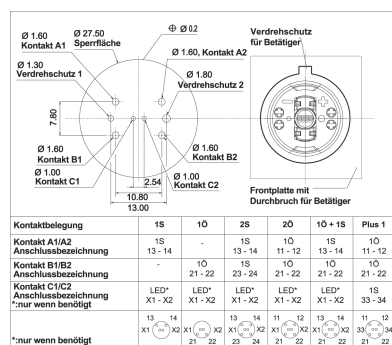 Ø 1.60
Kontakt A1
Ø 27.50
Sperrfläche
⌖ Ø 0.2
Ø 1.60, Kontakt A2
Ø 1.30
Verdrehschutz 1
Ø 1.80
Verdrehschutz 2
7.80
Ø 1.60
Kontakt B1
Ø 1.60
Kontakt B2
Ø 1.00
Kontakt C1
Ø 1.00
Kontakt C2
2.54
10.80
13.00
Verdrehschutz
für Betätiger
Frontplatte mit
Durchbruch für Betätiger
Kontaktbelegung 1S 1Ö 2S 2Ö 1Ö + 1S Plus 1
Kontakt A1/A2 1S - 1S 1Ö 1S 1Ö
Anschlussbezeichnung 13 - 14 13 - 14 11 - 12 13 - 14 11 - 12
Kontakt B1/B2 - 1Ö 1S 1Ö 1Ö 1Ö
Anschlussbezeichnung 21 - 22 23 - 24 21 - 22 21 - 22 21 - 22
Kontakt C1/C2 LED* LED* LED* LED* LED* 1S
Anschlussbezeichnung X1 - X2 X1 - X2 X1 - X2 X1 - X2 X1 - X2 33 - 34
*:nur wenn benötigt
13 14 13 14 11 12 13 14 11 12
X1 X2 X1 X2 X1 X2 X1 X2 X1 X2 33 34
*:nur wenn benötigt 21 22 23 24 21 22 21 22 21 22